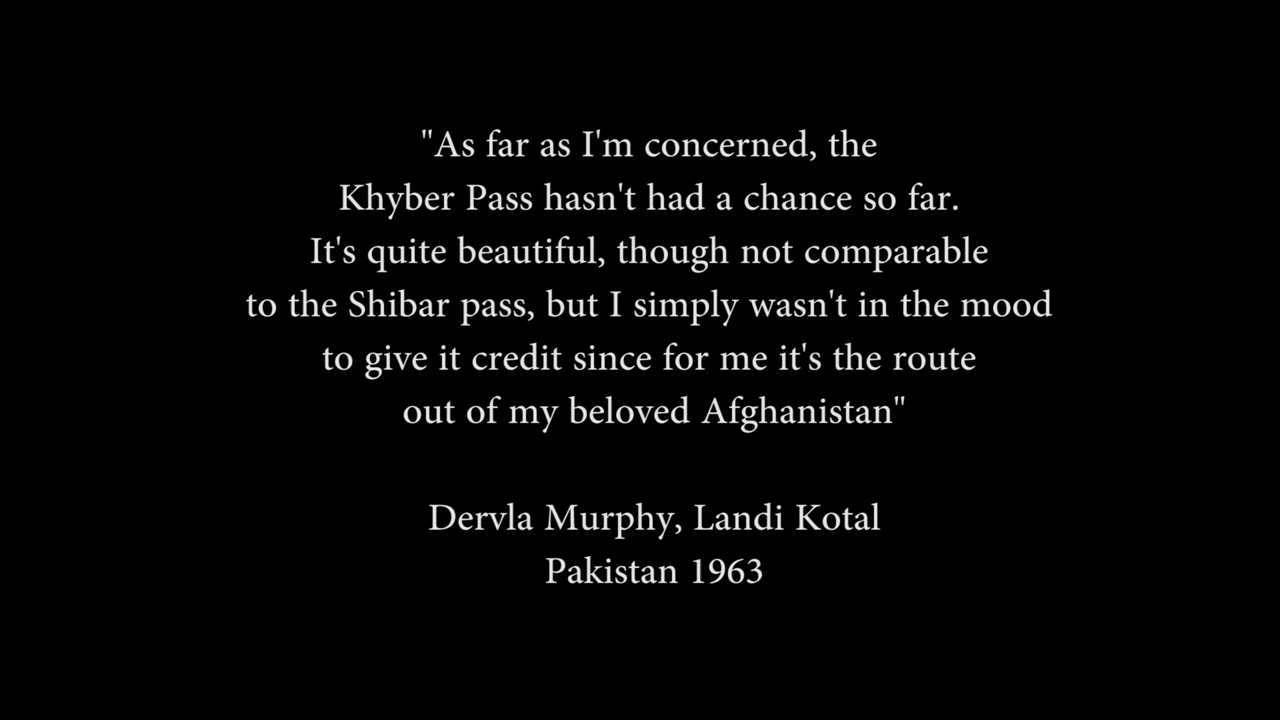 "As far as I'm concerned, the
Khyber Pass hasn't had a chance so far.
It's quite beautiful, though not comparable
to the Shibar pass, but I simply wasn't in the mood
to give it credit since for me it's the route
out of my beloved Afghanistan"
Dervla Murphy, Landi Kotal
Pakistan 1963